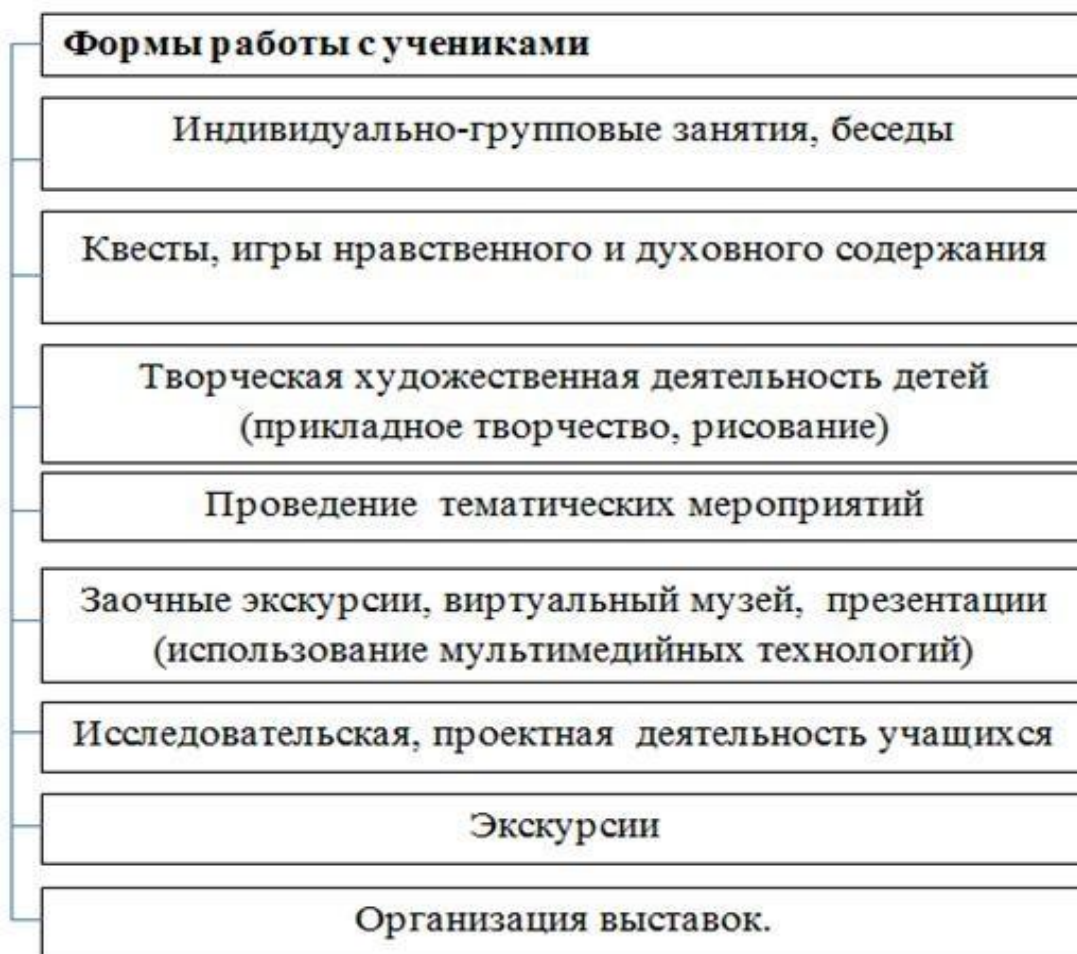 Формы работы с учениками
Индивидуально-групповые занятия, беседы
Квесты, игры нравственного и духовного содержания
Творческая художественная деятельность детей
(прикладное творчество, рисование)
Проведение тематических мероприятий
Заочные экскурсии, виртуальный музей, презентации
(использование мультимедийных технологий)
Исследовательская, проектная деятельность учащихся
Экскурсии
Организация выставок.